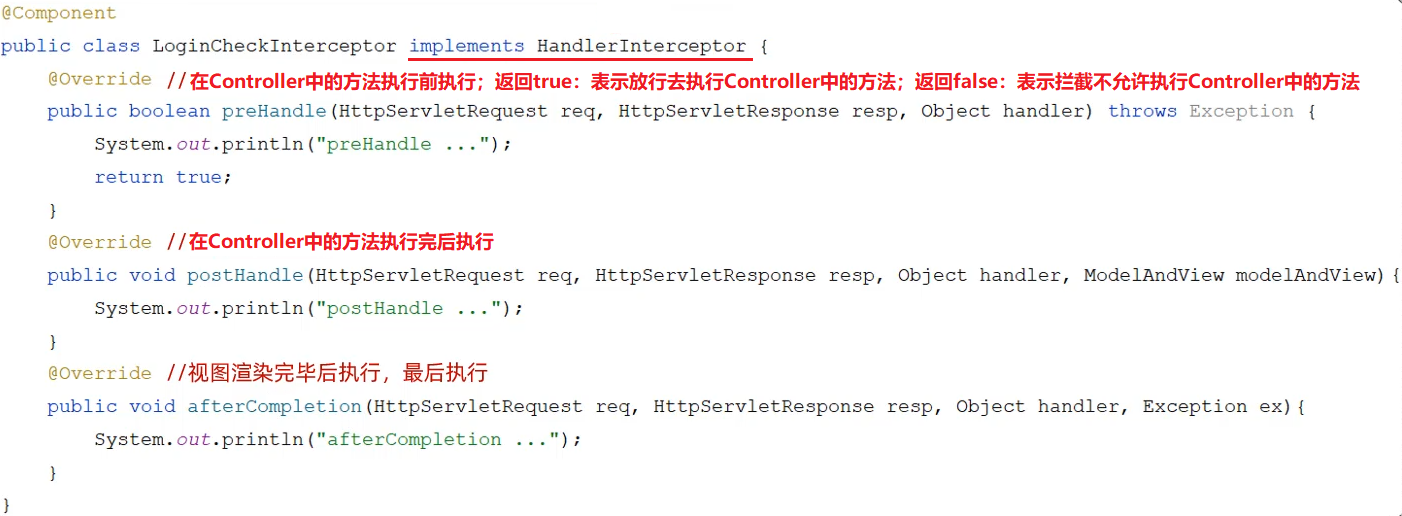 @Component
public class LoginCheckInterceptor implements HandlerInterceptor {
@Override //在Controller中的方法执行前执行；返回true：表示放行去执行Controller中的方法；返回false：表示拦截不允许执行Controller中的方法
public boolean preHandle(HttpServletRequest req, HttpServletResponse resp, Object handler) throws Exception {
System.out.println("preHandle ...");
return true;
}
@Override //在Controller中的方法执行完后执行
public void postHandle(HttpServletRequest req, HttpServletResponse resp, Object handler, ModelAndView modelAndView){
System.out.println("postHandle ...");
}
@Override //视图渲染完毕后执行，最后执行
public void afterCompletion(HttpServletRequest req, HttpServletResponse resp, Object handler, Exception ex){
System.out.println("afterCompletion ...");
}
}